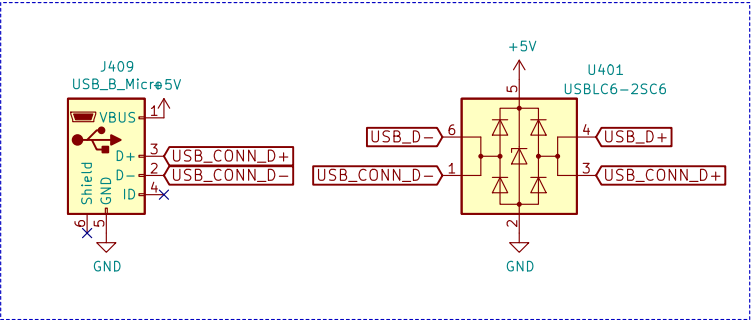 J409
USB_B_Micro
+5V
VBUS
1
D+
3
USB_CONN_D+
D-
2
USB_CONN_D-
ID
4
Shield
GND
6
5
GND
+5V
U401
USBLC6-2SC6
5
USB_D-
6
4
USB_D+
USB_CONN_D-
1
3
USB_CONN_D+
2
GND